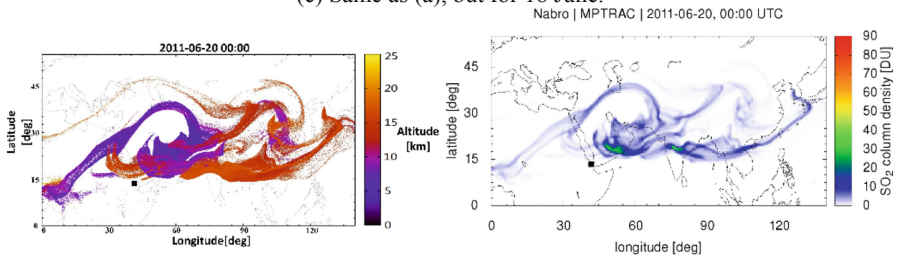 (c) Same as (a), but for 18 June.
Nabro | MPTRAC | 2011-06-20, 00:00 UTC
2011-06-20 00:00
45
30
15
0
Latitude
[deg]
0 30 60 90 120
Longitude[deg]
25
20
15
10
5
0
Altitude
[km]
45
30
15
0
latitude [deg]
0 30 60 90 120
longitude [deg]
90
80
70
60
50
40
30
20
10
0
SO2 column density [DU]